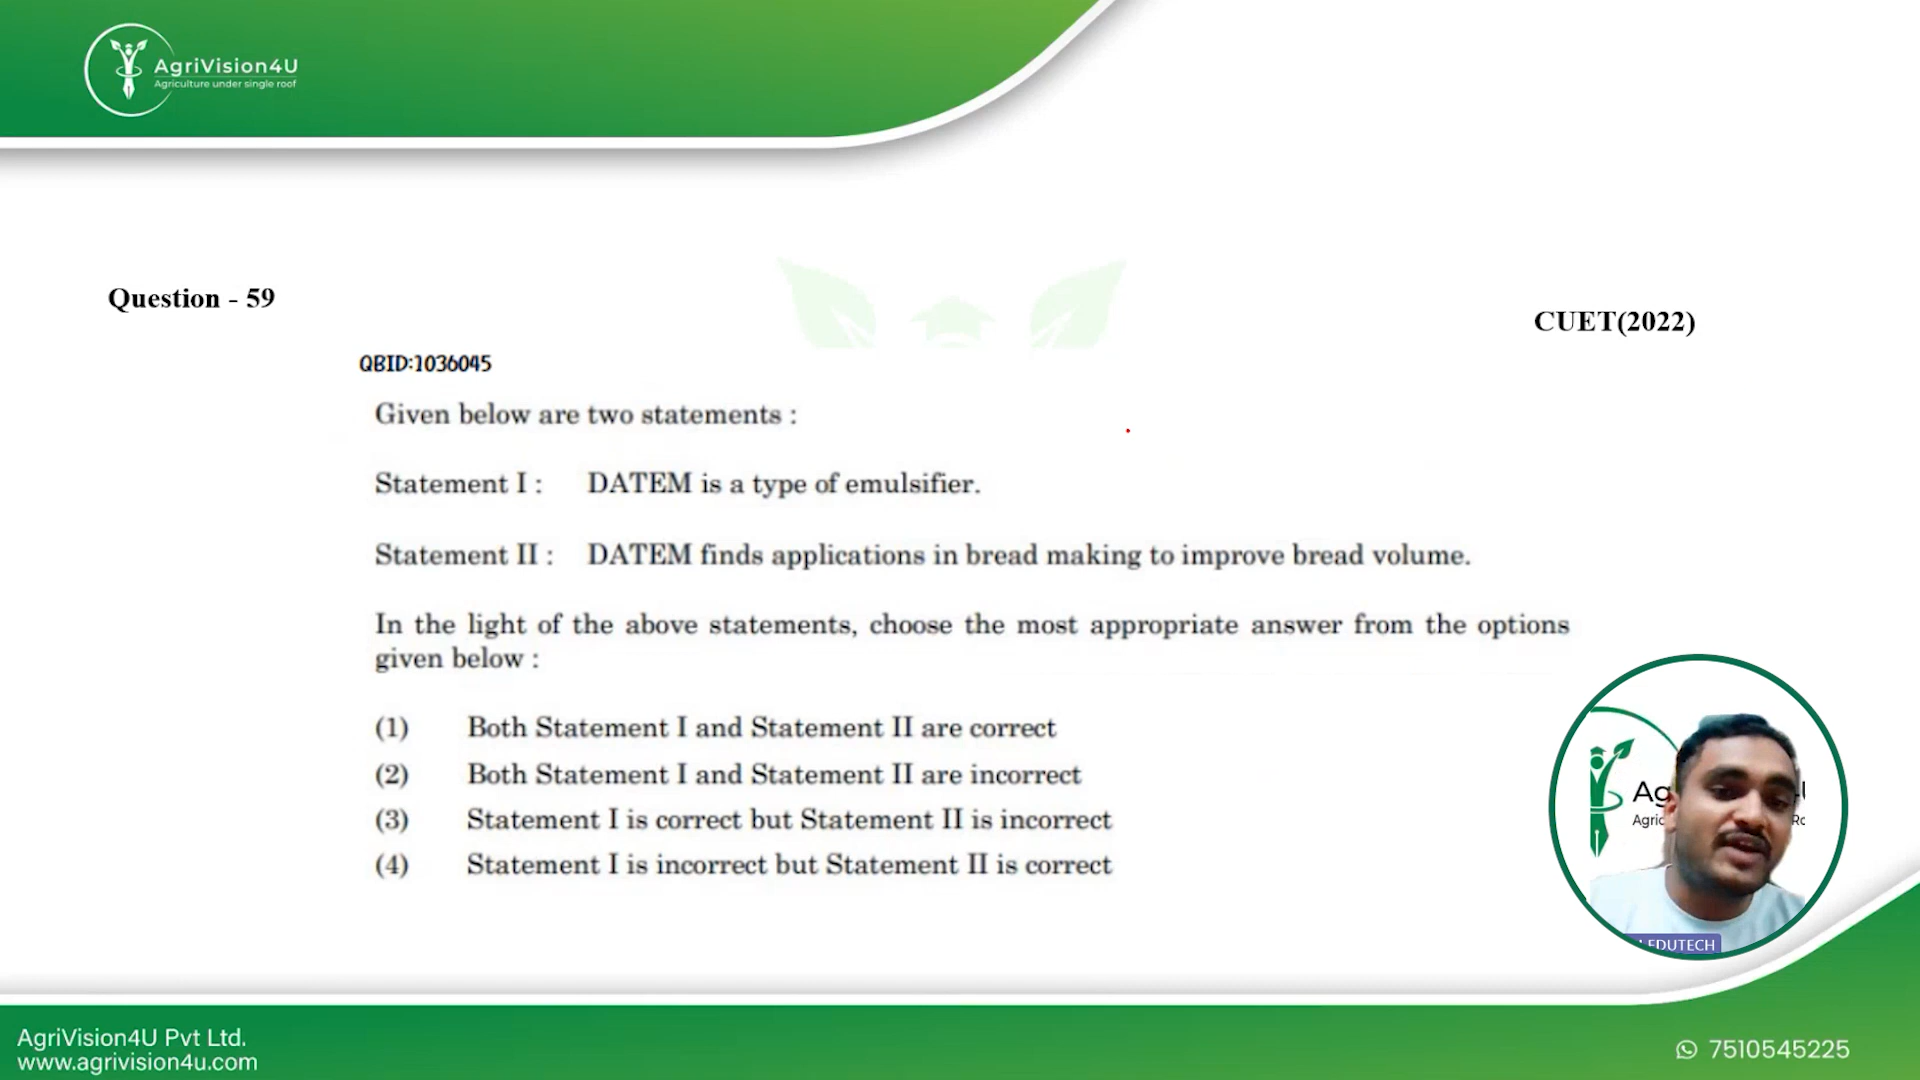 AgriVision4U
Agriculture under single roof
Question - 59
CUET(2022)
QBID:1036045
Given below are two statements :
Statement I : DATEM is a type of emulsifier.
Statement II : DATEM finds applications in bread making to improve bread volume.
In the light of the above statements, choose the most appropriate answer from the options
given below :
(1) Both Statement I and Statement II are correct
(2) Both Statement I and Statement II are incorrect
(3) Statement I is correct but Statement II is incorrect
(4) Statement I is incorrect but Statement II is correct
EDUTECH
AgriVision4U Pvt Ltd.
www.agrivision4u.com
7510545225